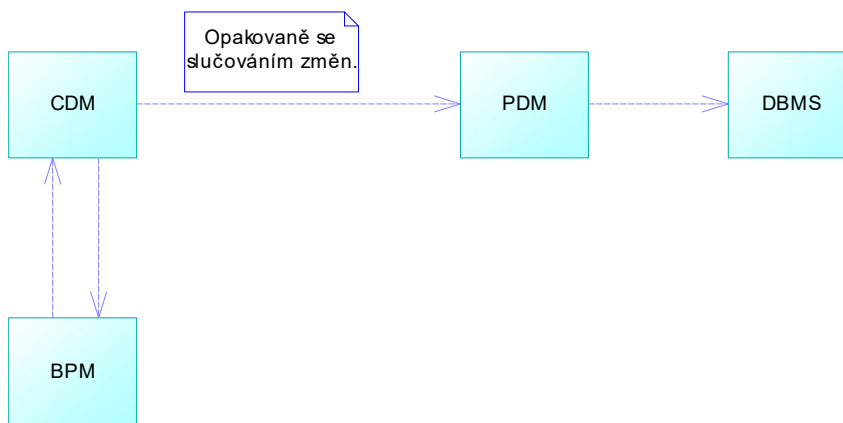 Opakovaně se
slučováním změn.
CDM
PDM
DBMS
BPM